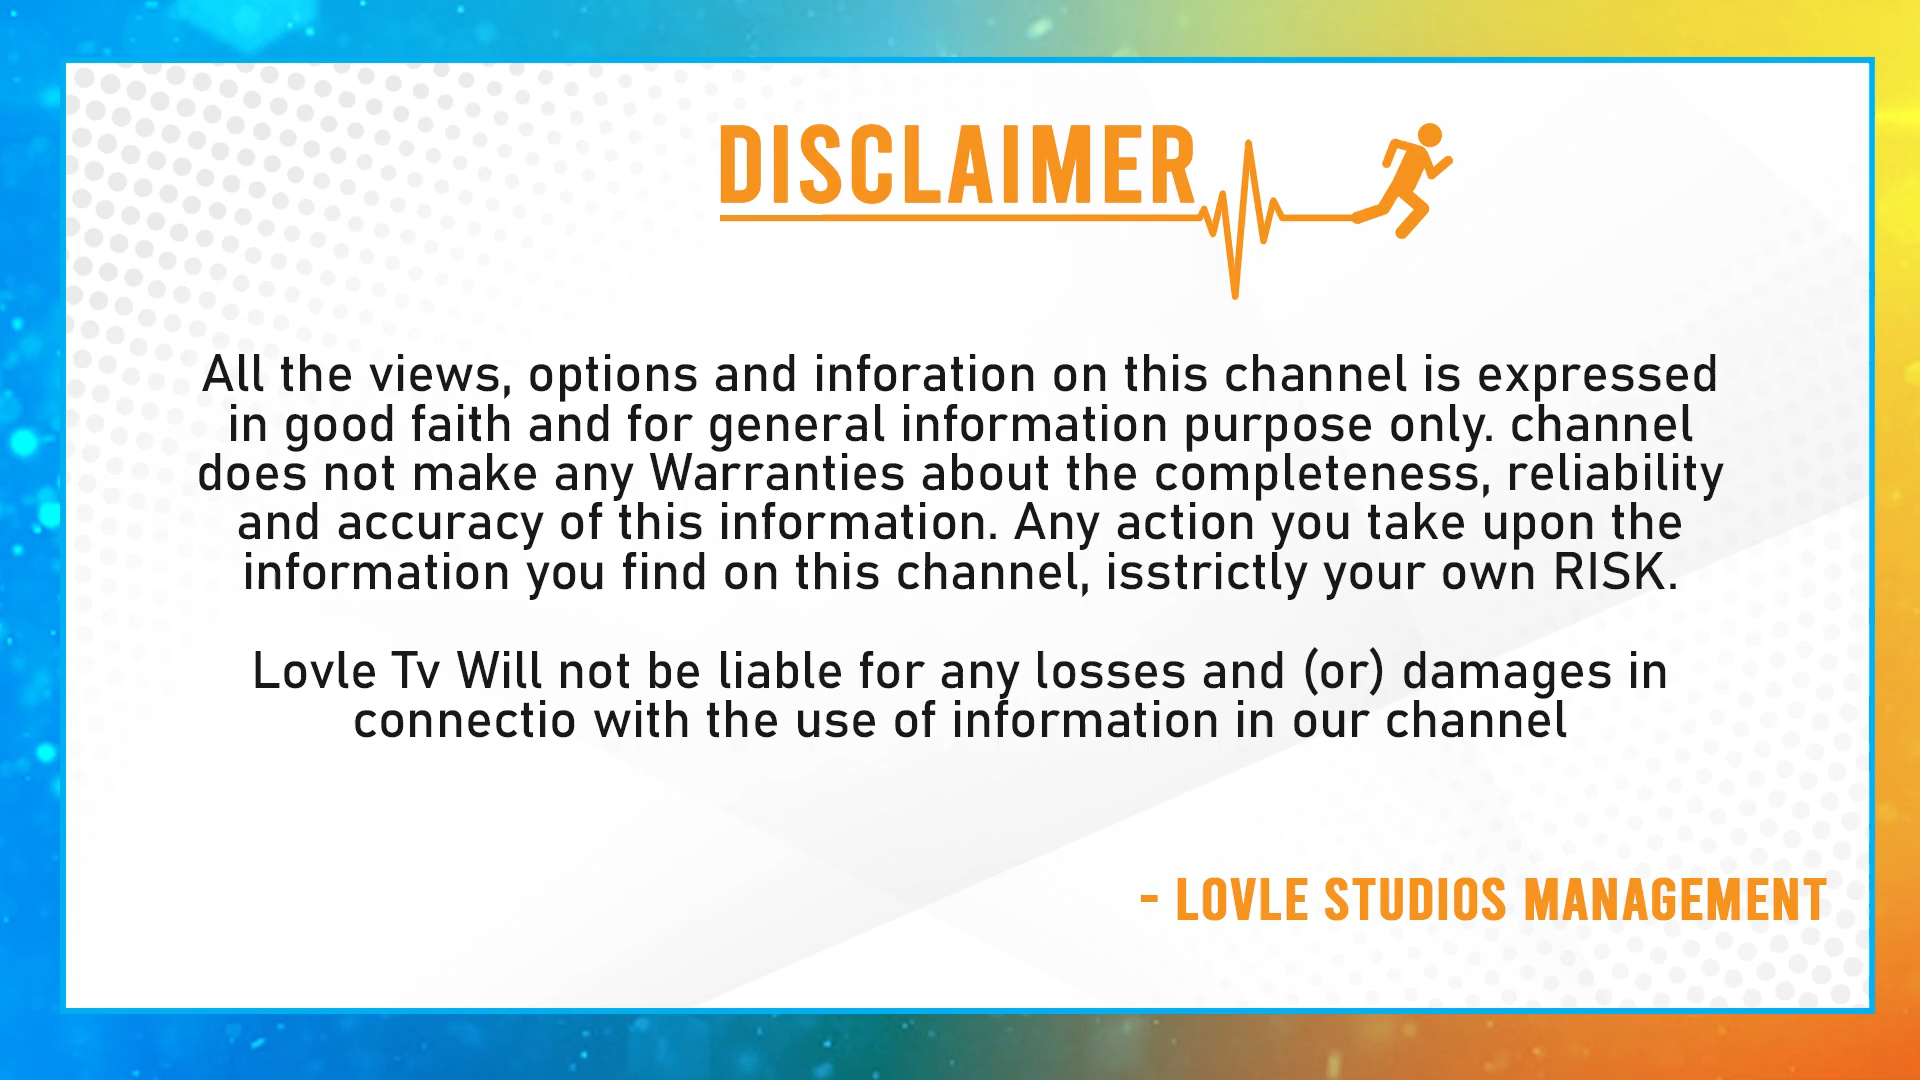 DISCLAIMER
All the views, options and inforation on this channel is expressed
in good faith and for general information purpose only. channel
does not make any Warranties about the completeness, reliability
and accuracy of this information. Any action you take upon the
information you find on this channel, isstrictly your own RISK.
Lovle Tv Will not be liable for any losses and (or) damages in
connectio with the use of information in our channel
- LOVLE STUDIOS MANAGEMENT